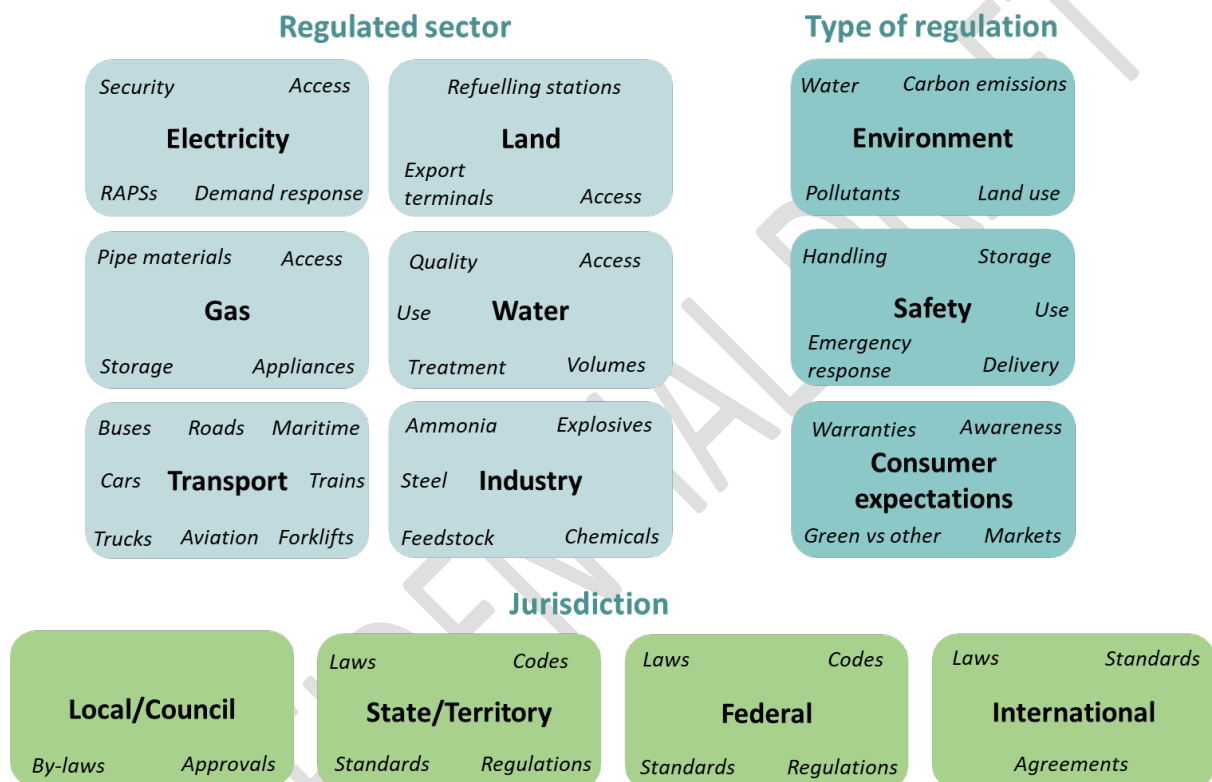 Regulated sector
Type of regulation
Security Access
Electricity
RAPSs Demand response
Refuelling stations
Land
Export
terminals Access
Water Carbon emissions
Environment
Pollutants Land use
Pipe materials Access
Gas
Storage Appliances
Quality Access
Use Water
Treatment Volumes
Handling Storage
Safety
Use
Emergency
response Delivery
Buses Roads Maritime
Cars Transport Trains
Trucks Aviation Forklifts
Ammonia Explosives
Steel Industry
Feedstock Chemicals
Warranties Awareness
Consumer
expectations
Green vs other Markets
Jurisdiction
Local/Council
By-laws Approvals
Laws Codes
State/Territory
Standards Regulations
Laws Codes
Federal
Standards Regulations
Laws Standards
International
Agreements